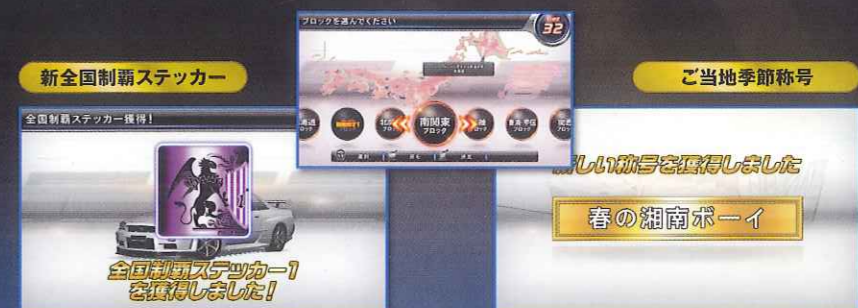 ブロックを選んでください
32
新全国制覇ステッカー
ご当地季節称号
全国制覇ステッカー獲得!
南関東
ブロック
全国制覇ステッカー1
を獲得しました!
新しい称号を獲得しました
春の湘南ボーイ